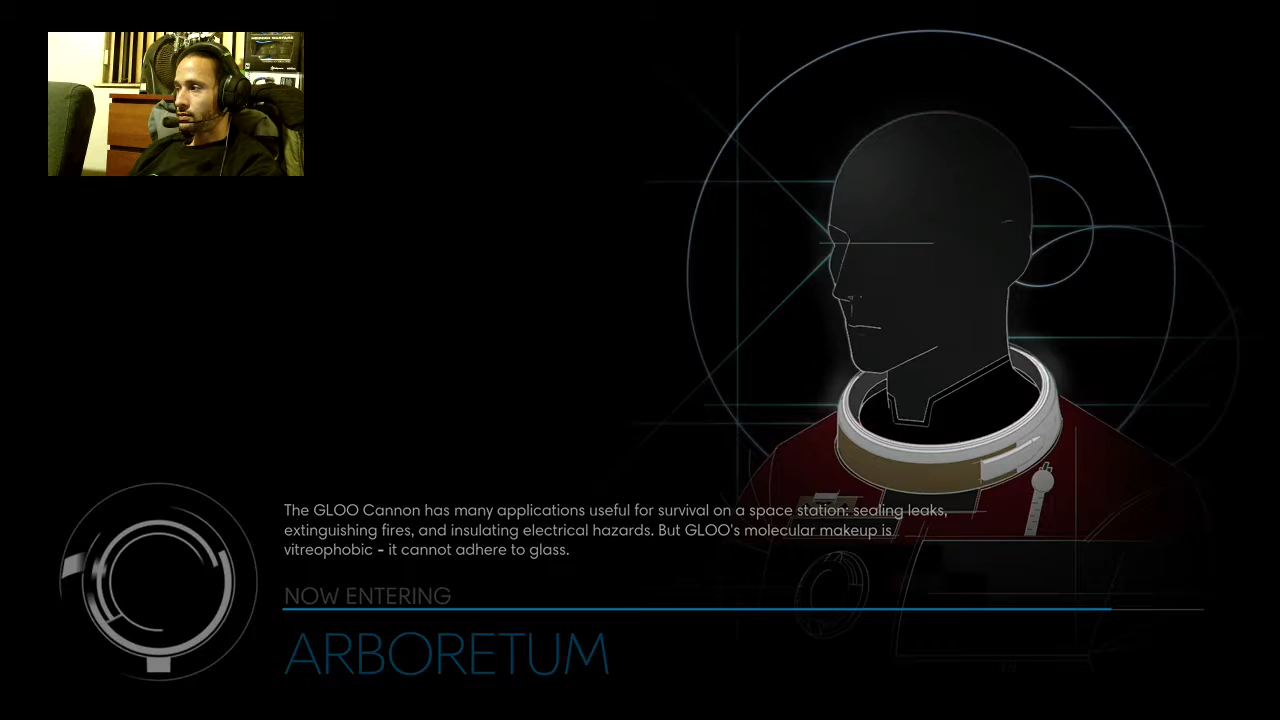 The GLOO Cannon has many applications useful for survival on a space station: sealing leaks,
extinguishing fires, and insulating electrical hazards. But GLOO's molecular makeup is
vitreophobic - it cannot adhere to glass.
NOW ENTERING
ARBORETUM